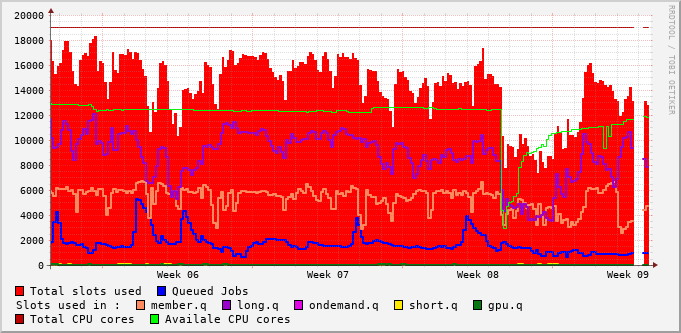 20000
18000
16000
14000
12000
10000
8000
6000
4000
2000
0
Week 06 Week 07 Week 08 Week 09
RRDTOOL / TOBI OETIKER
Total slots used Queued Jobs
Slots used in : member.q long.q ondemand.q short.q gpu.q
Total CPU cores Availale CPU cores